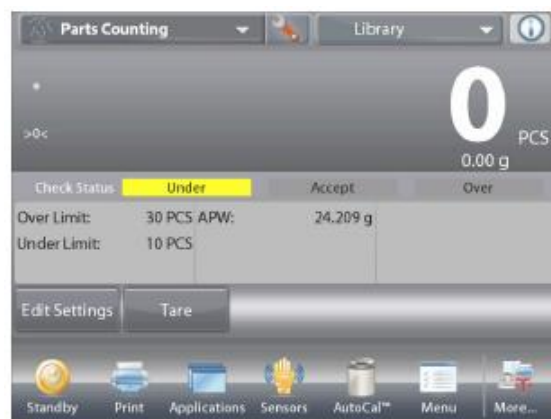 Parts Counting Library
0 PCS
>0<
0.00 g
Check Status Under Accept Over
Over Limit: 30 PCS APW: 24.209 g
Under Limit: 10 PCS
Edit Settings Tare
Standby Print Applications Sensors AutoCal™ Menu More...